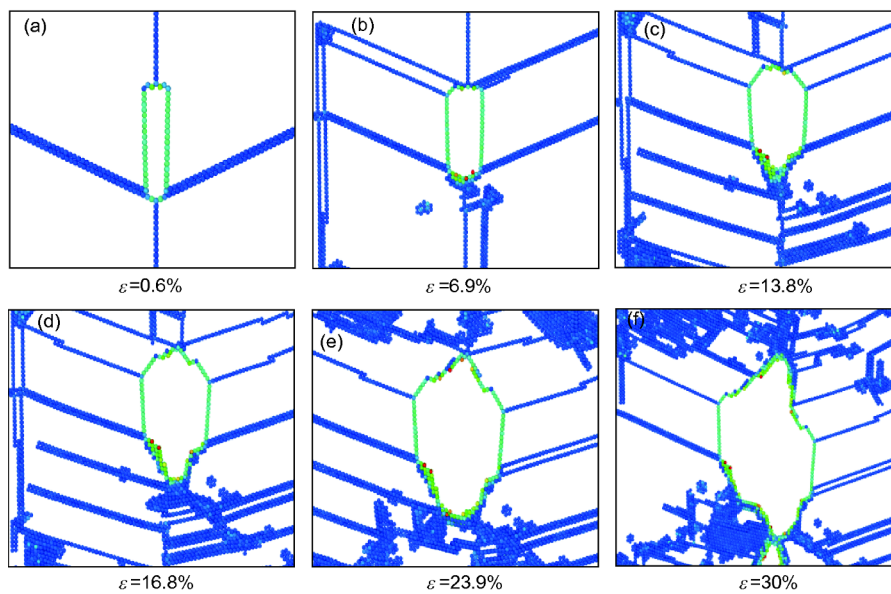 (a)
(b)
(c)
ε=0.6%
ε=6.9%
ε=13.8%
(d)
(e)
(f)
ε=16.8%
ε=23.9%
ε=30%